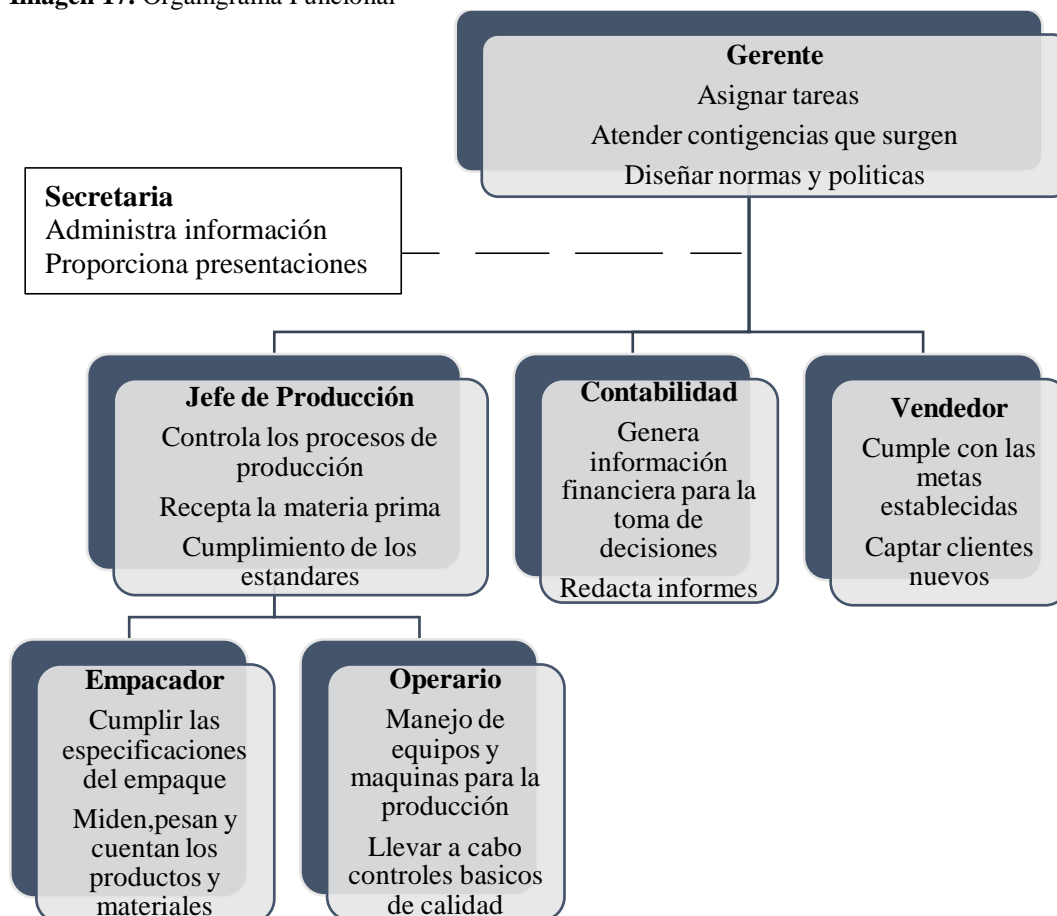 Imagen 17. Organigrama Funcional
Gerente
Asignar tareas
Atender contigencias que surgen
Diseñar normas y politicas
Secretaria
Administra información
Proporciona presentaciones
Jefe de Producción
Controla los procesos de
producción
Recepta la materia prima
Cumplimiento de los
estandares
Contabilidad
Genera
información
financiera para la
toma de
decisiones
Redacta informes
Vendedor
Cumple con las
metas
establecidas
Captar clientes
nuevos
Empacador
Cumplir las
especificaciones
del empaque
Miden,pesan y
cuentan los
productos y
materiales
Operario
Manejo de
equipos y
maquinas para la
producción
Llevar a cabo
controles basicos
de calidad